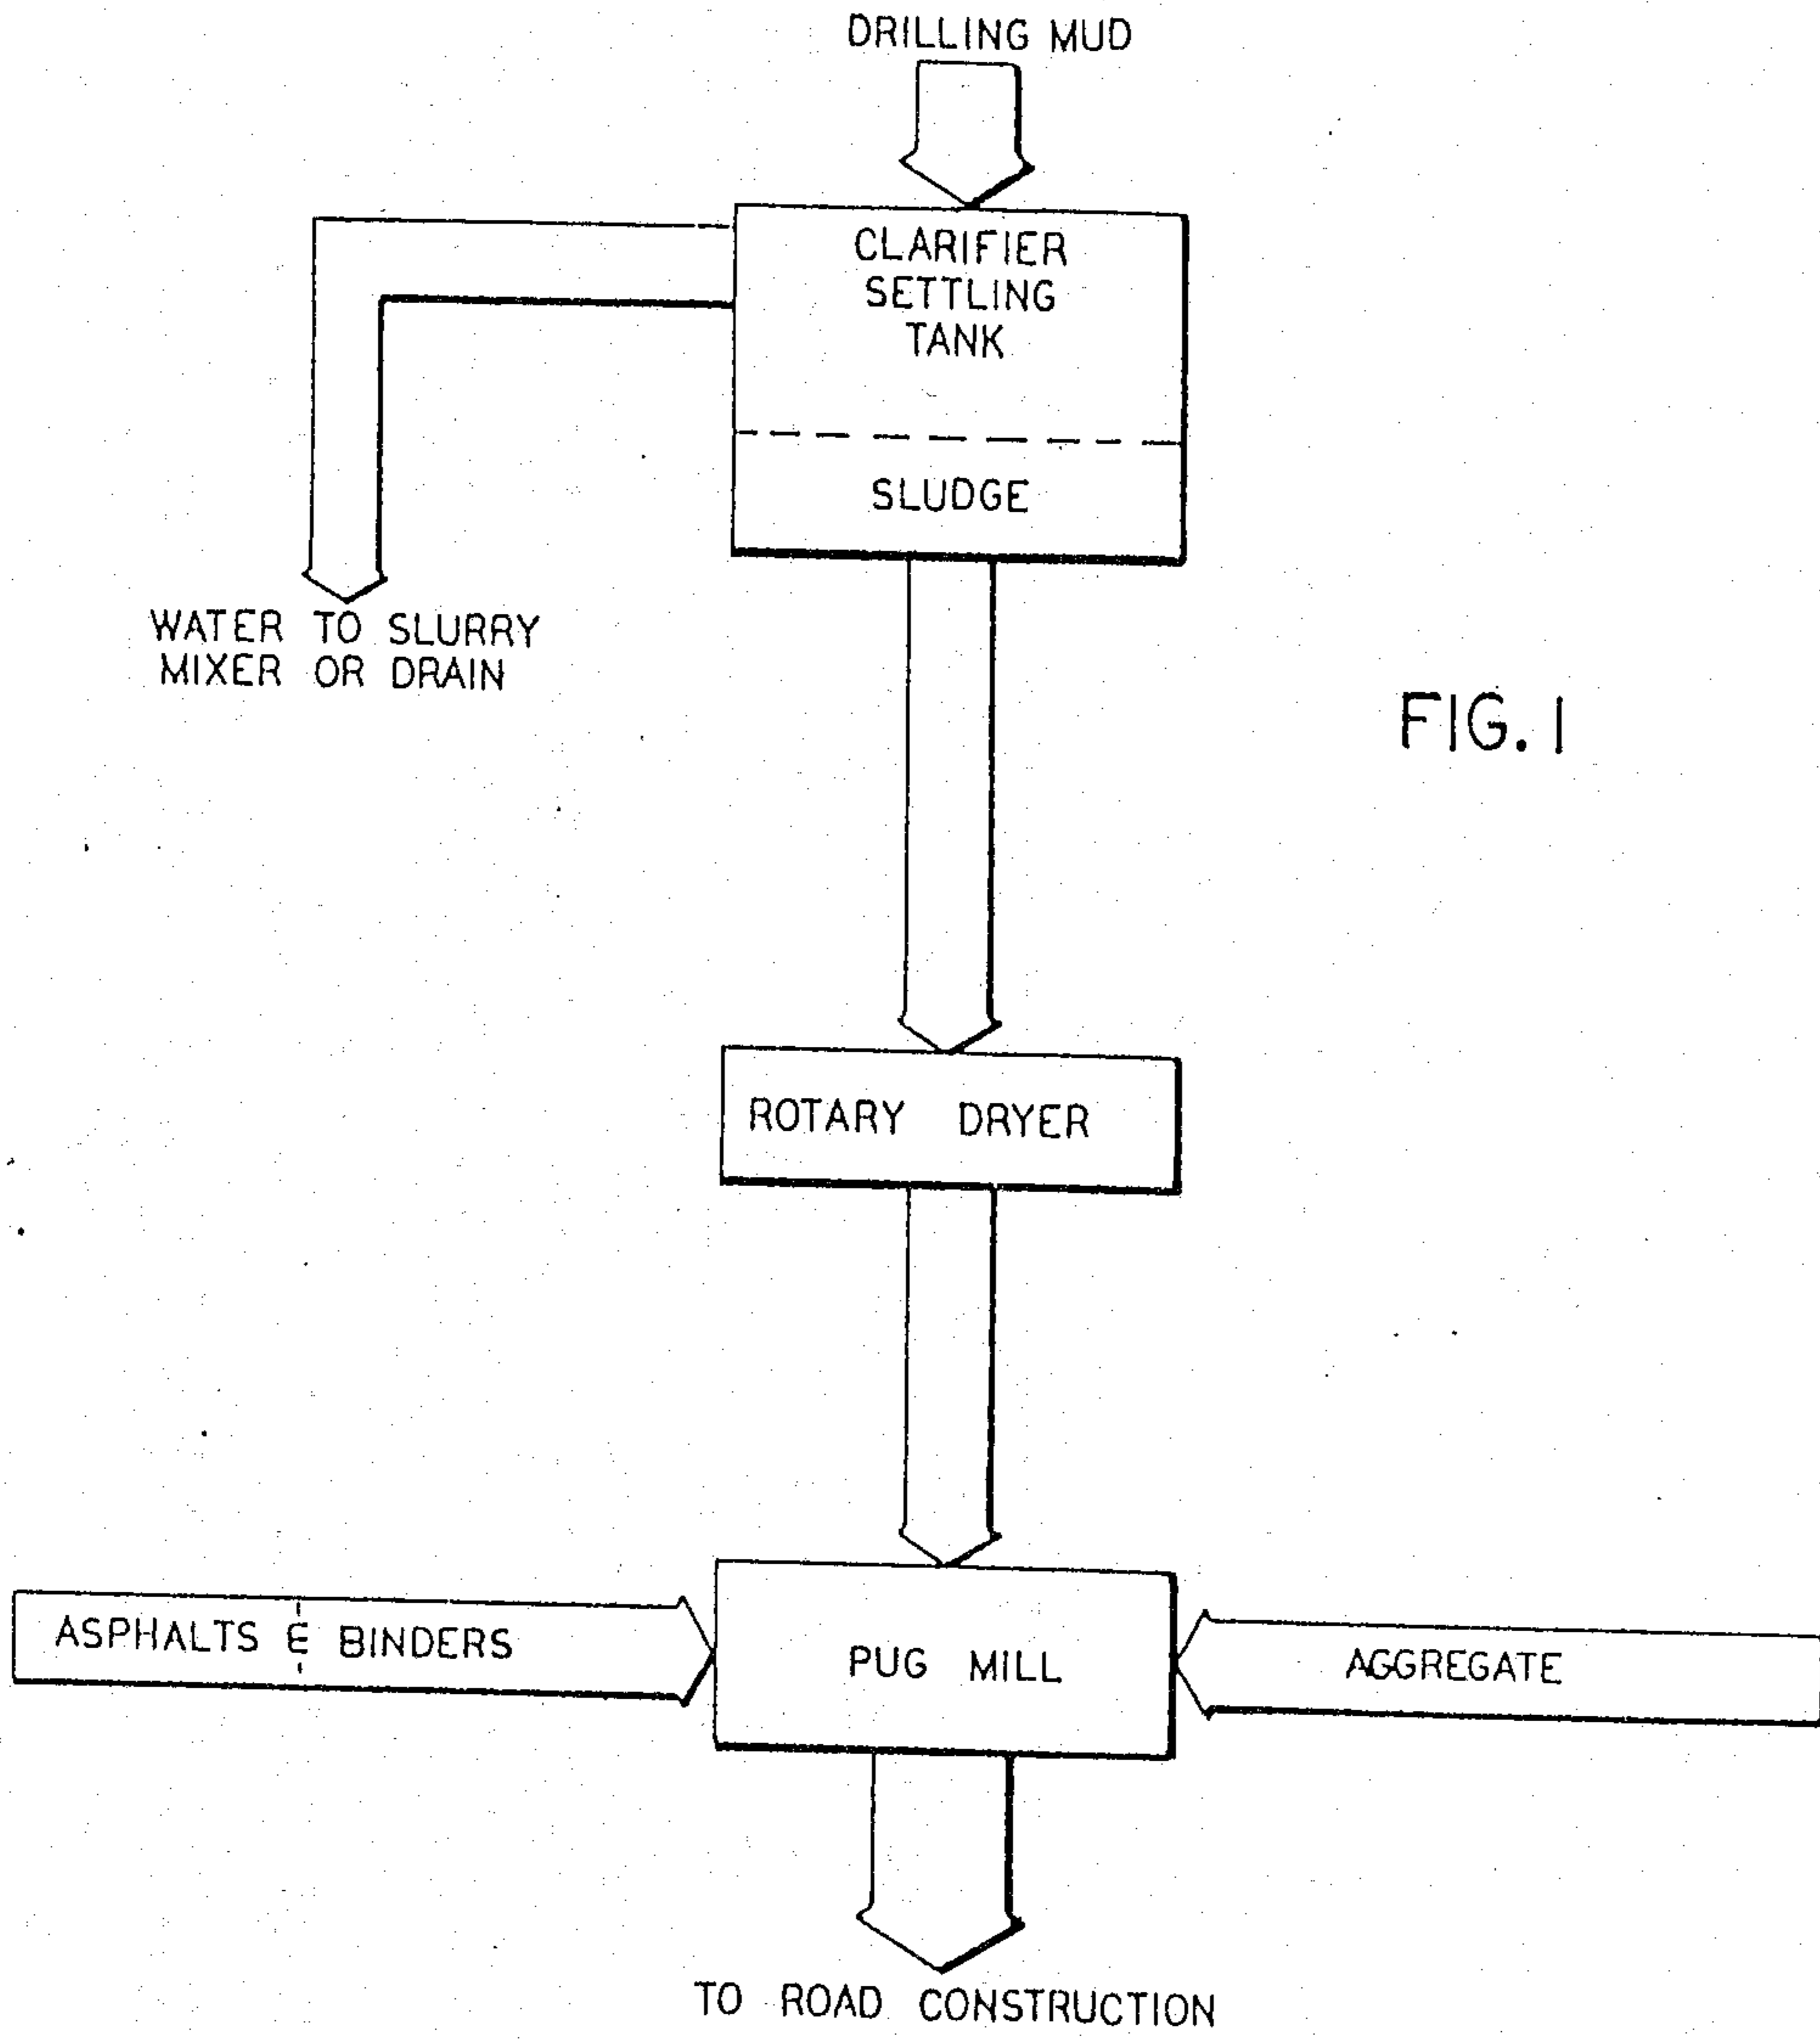 DRILLING MUD
CLARIFIER
SETTLING
TANK
SLUDGE
WATER TO SLURRY
MIXER OR DRAIN
FIG. 1
ROTARY DRYER
ASPHALTS & BINDERS
PUG MILL
AGGREGATE
TO ROAD CONSTRUCTION